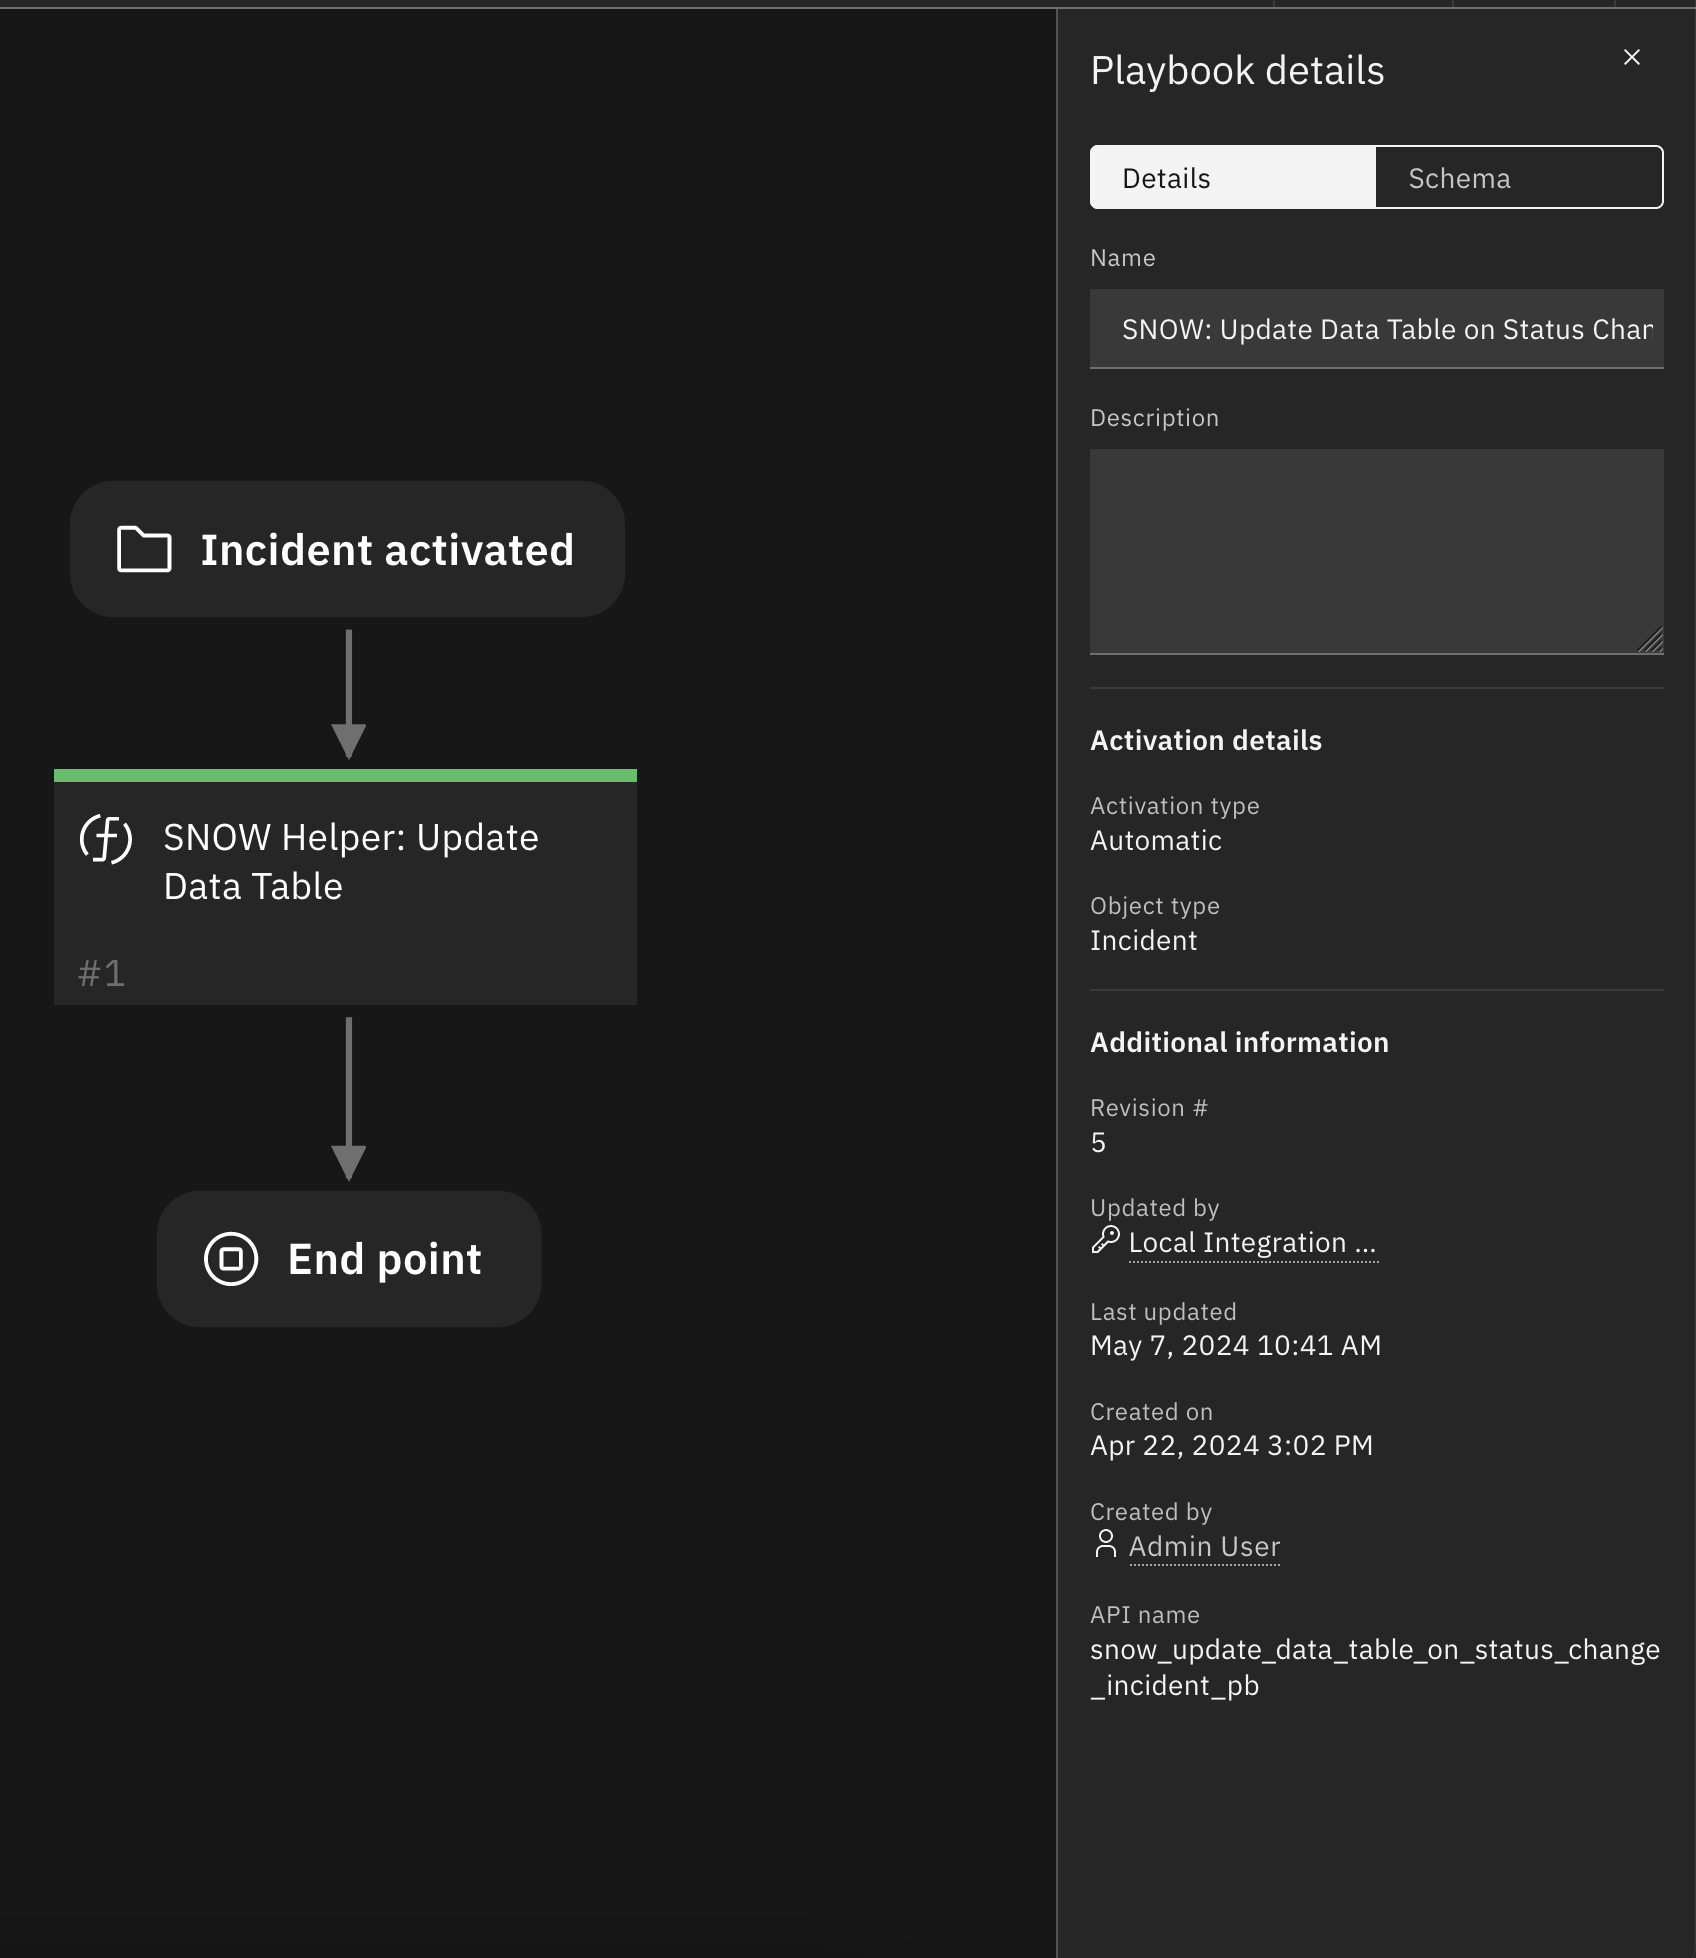 Incident activated
SNOW Helper: Update
Data Table
#1
End point
Playbook details
Details
Schema
Name
SNOW: Update Data Table on Status
Description
Activation details
Activation type
Automatic
Object type
Incident
Additional information
Revision #
5
Updated by
Local Integration ...
Last updated
May 7, 2024 10:41 AM
Created on
Apr 22, 2024 3:02 PM
Created by
Admin User
API name
snow_update_data_table_on_status_change
_incident_pb